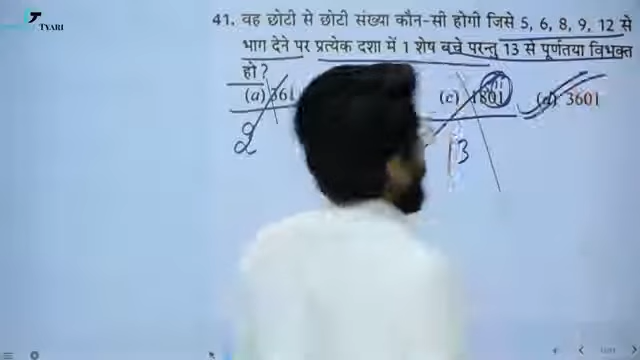 TYARI
41. वह छोटी से छोटी संख्या कौन-सी होगी जिसे 5, 6, 8, 9, 12 से
भाग देने पर प्रत्येक दशा में 1 शेष बचे परन्तु 13 से पूर्णतया विभक्त
हो ?
(a) 361 (c) 1801 (d) 3601
13